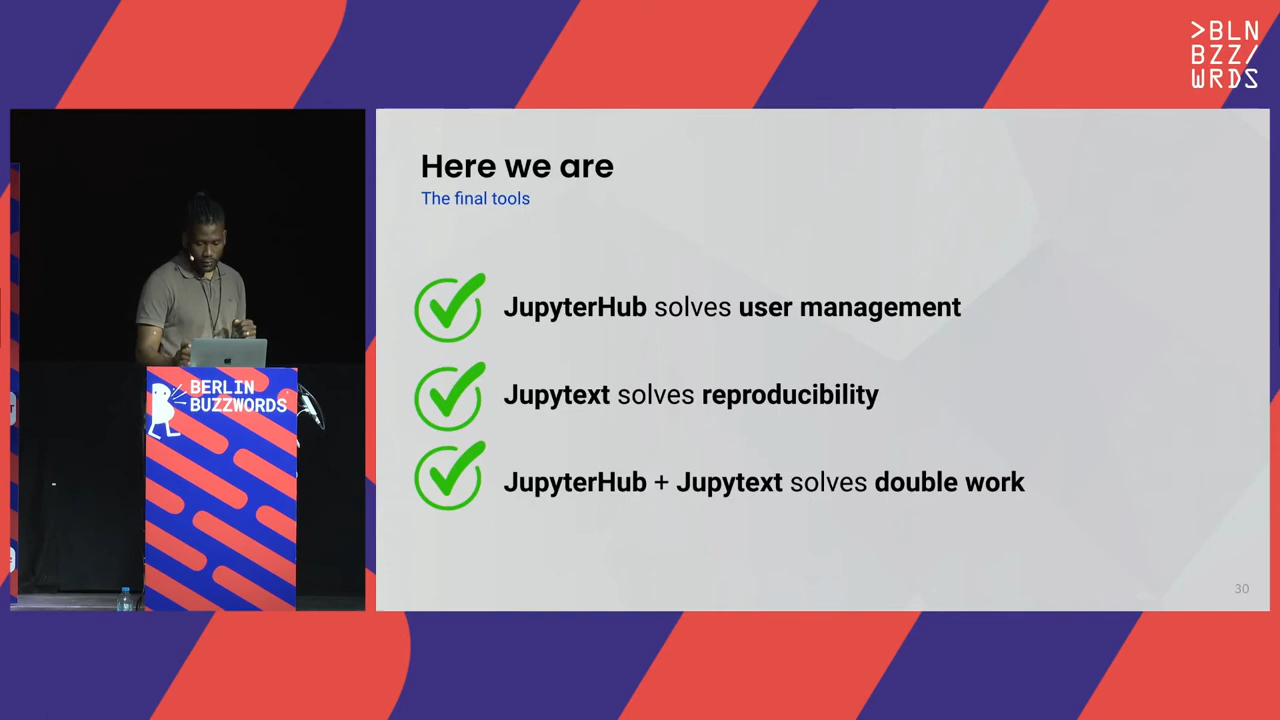 >BLN
BZZ/
WRDS
Here we are
The final tools
JupyterHub solves user management
Jupytext solves reproducibility
JupyterHub + Jupytext solves double work
30
BERLIN
BUZZWORDS